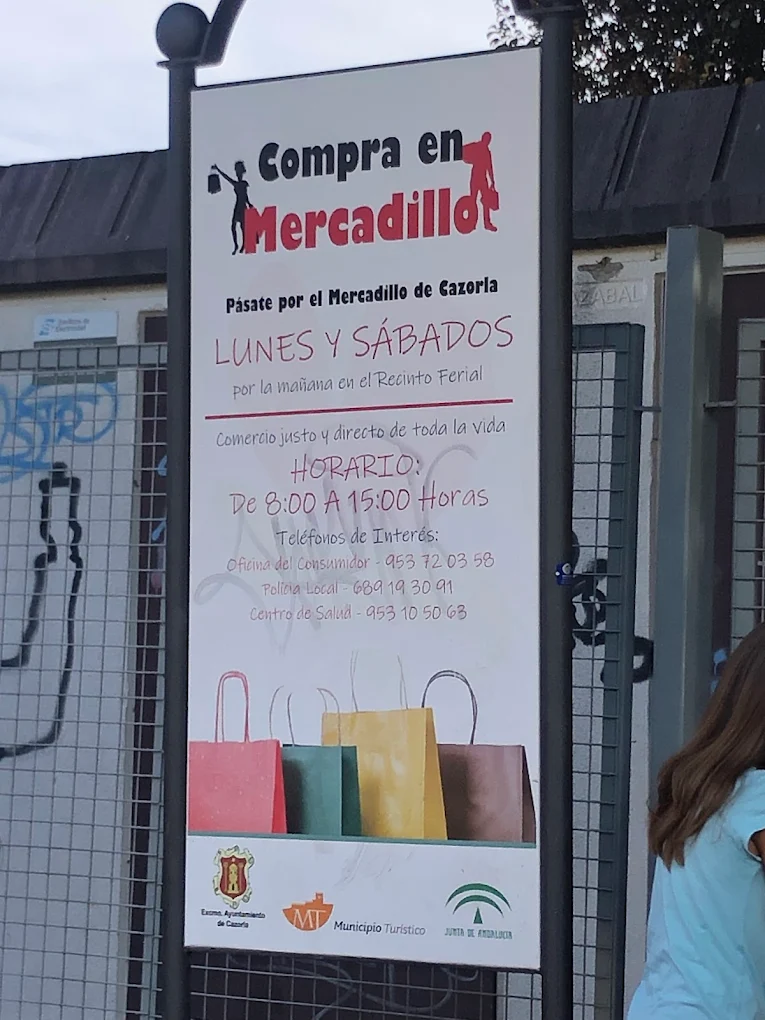 Compra en
Mercadillo
Pásate por el Mercadillo de Cazorla
LUNES Y SÁBADOS
por la mañana en el Recinto Ferial
Comercio justo y directo de toda la vida
HORARIO:
De 8:00 A 15:00 Horas
Teléfonos de Interés:
Oficina del Consumidor - 953 72 03 58
Policía Local - 689 19 30 91
Centro de Salud - 953 10 50 63
Excmo. Ayuntamiento
de Cazorla
MT
Municipio Turístico
JUNTA DE ANDALUCIA
ZABAL